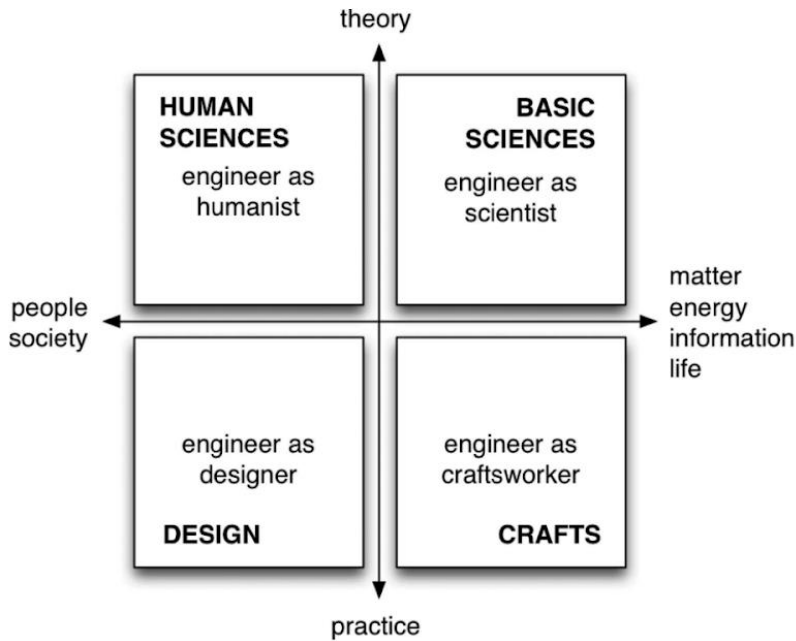 theory
HUMAN
SCIENCES
engineer as
humanist
BASIC
SCIENCES
engineer as
scientist
people
society
matter
energy
information
life
engineer as
designer
DESIGN
engineer as
craftsworker
CRAFTS
practice